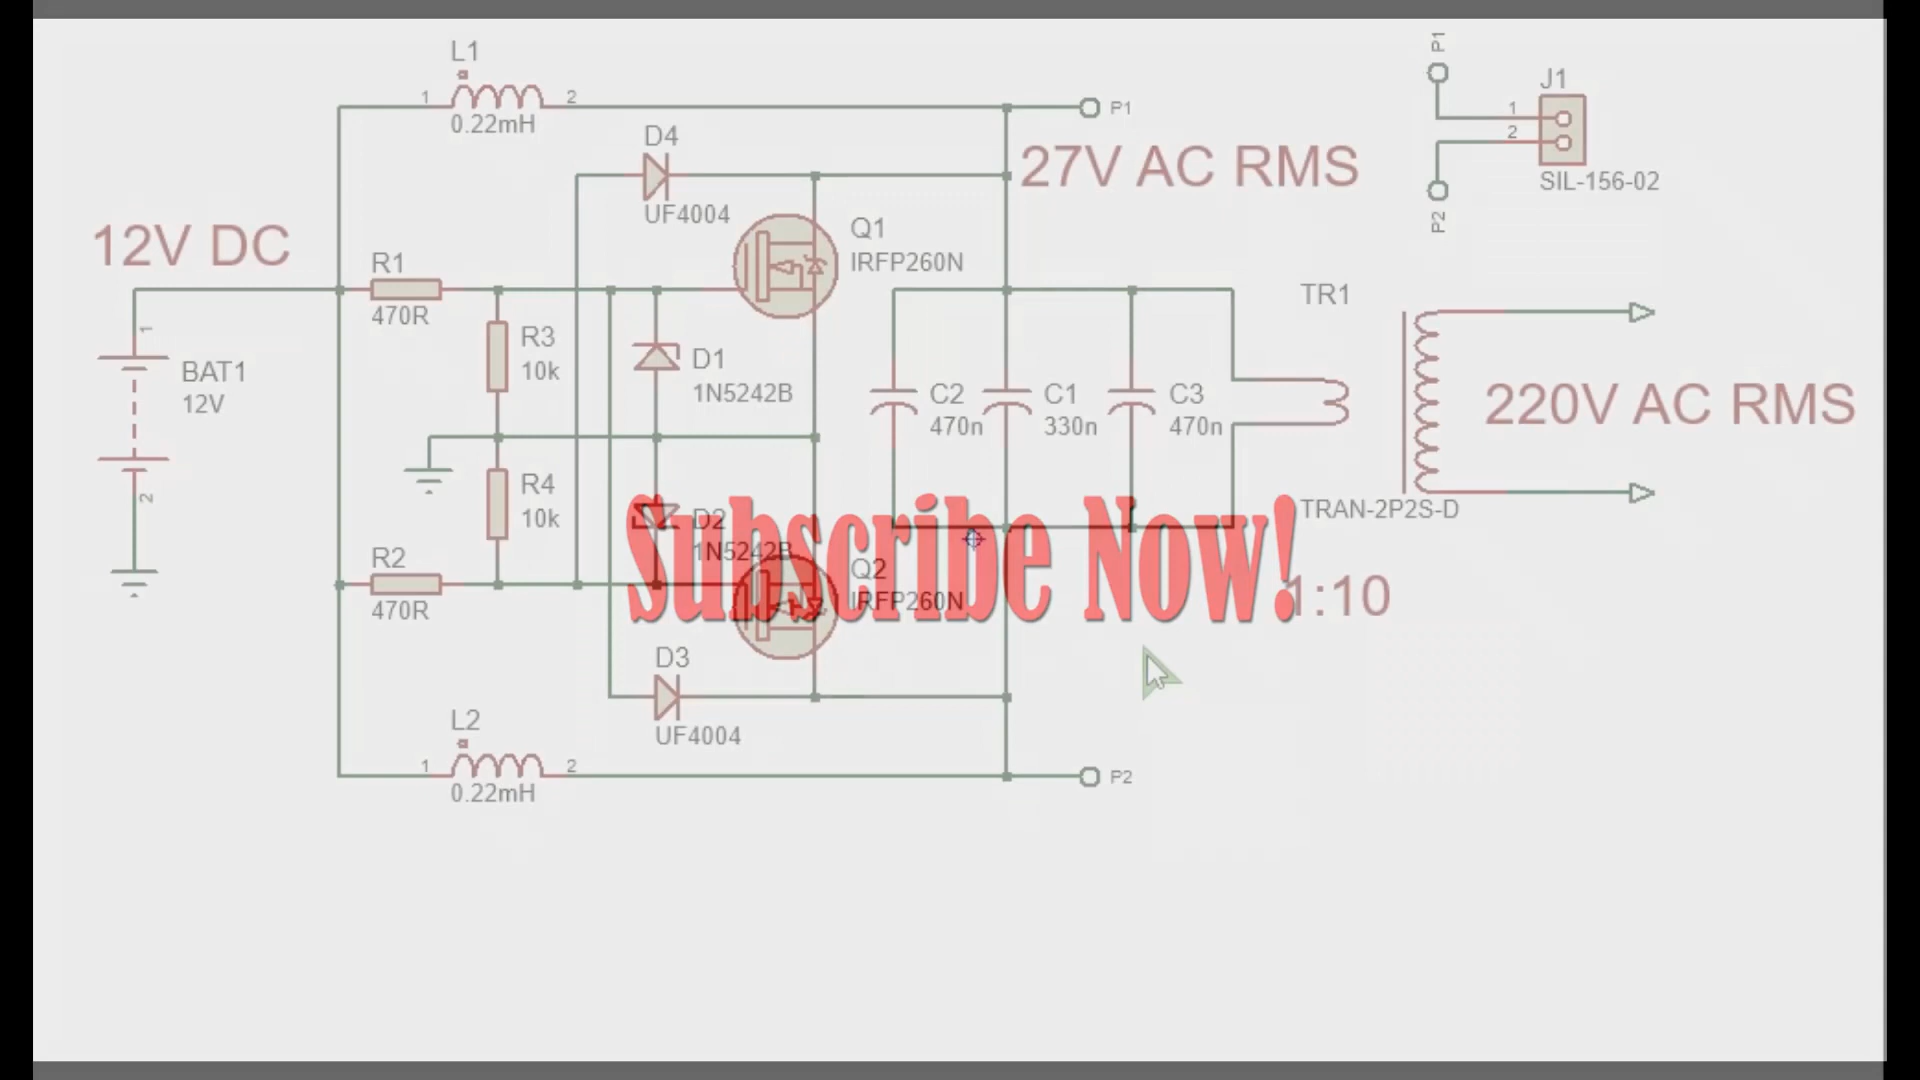 L1
1
2
0.22mH
P1
D4
UF4004
27V AC RMS
P1
J1
1
2
SIL-156-02
P2
12V DC
R1
470R
Q1
IRFP260N
1
BAT1
12V
2
R3
10k
D1
1N5242B
C2
470n
C1
330n
C3
470n
TR1
220V AC RMS
TRAN-2P2S-D
R4
10k
D2
1N5242B
Subscribe Now!
R2
470R
Q2
IRFP260N
1:10
D3
UF4004
L2
1
2
0.22mH
P2